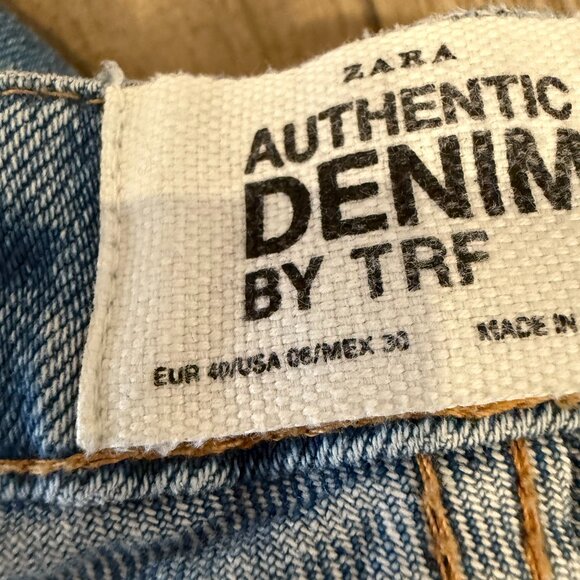 ZARA
AUTHENTIC
DENIM
BY TRF
EUR 40/USA 06/MEX 30
MADE IN